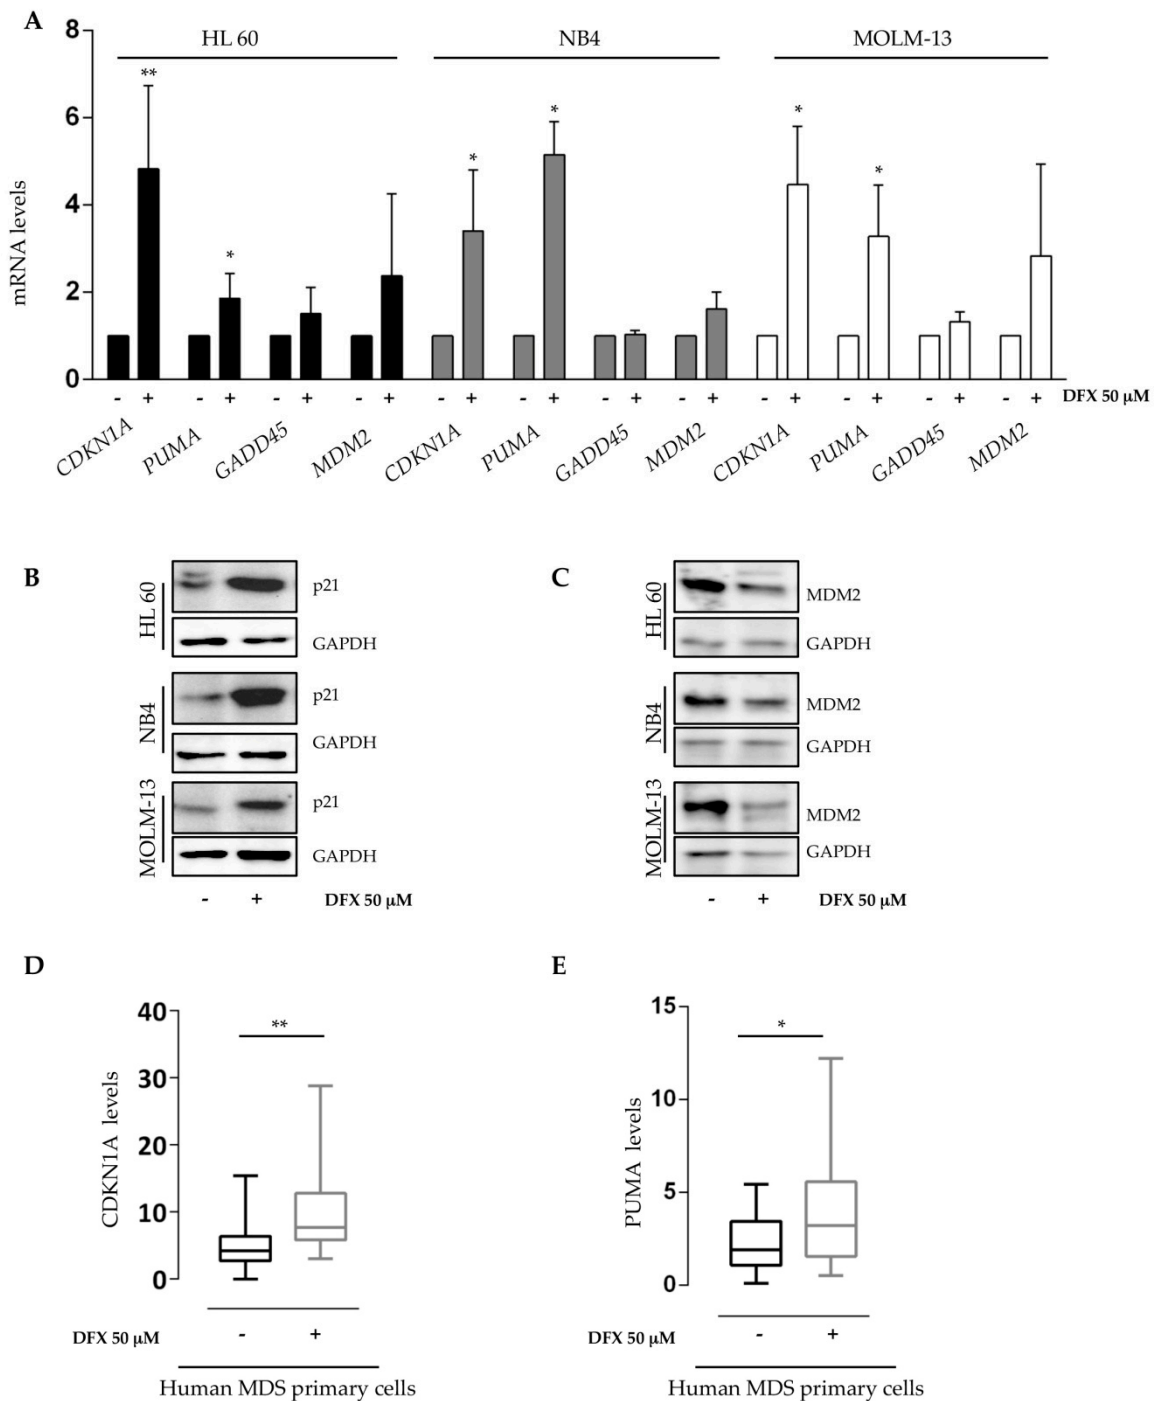 A
8
HL 60
NB4
MOLM-13
**
*
*
*
*
*
6
4
2
0
mRNA levels
- + - + - + - + - + - + - + - + - + - + - + - + DFX 50 µM
CDKN1A PUMA GADD45 MDM2 CDKN1A PUMA GADD45 MDM2 CDKN1A PUMA GADD45 MDM2
B
HL 60
p21
GAPDH
NB4
p21
GAPDH
MOLM-13
p21
GAPDH
- + DFX 50 µM
C
HL 60
MDM2
GAPDH
NB4
MDM2
GAPDH
MOLM-13
MDM2
GAPDH
- + DFX 50 µM
D
40
30
20
10
0
CDKN1A levels
**
DFX 50 µM - +
Human MDS primary cells
E
15
10
5
0
PUMA levels
*
DFX 50 µM - +
Human MDS primary cells